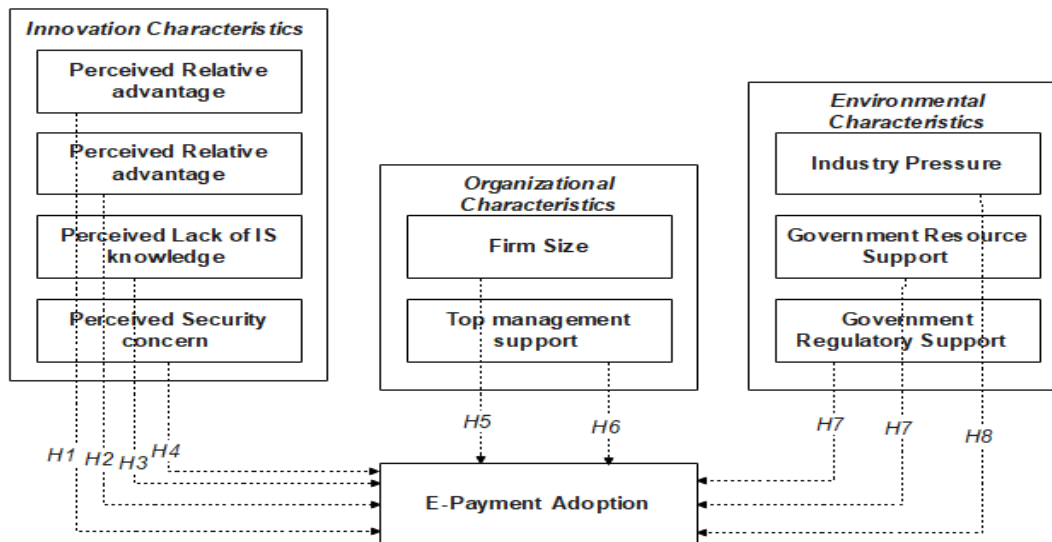 Innovation Characteristics
Perceived Relative
advantage
Perceived Relative
advantage
Perceived Lack of IS
knowledge
Perceived Security
concern
Organizational
Characteristics
Firm Size
Top management
support
Environmental
Characteristics
Industry Pressure
Government Resource
Support
Government
Regulatory Support
H1
H2
H3
H4
H5
H6
H7
H7
H8
E-Payment Adoption